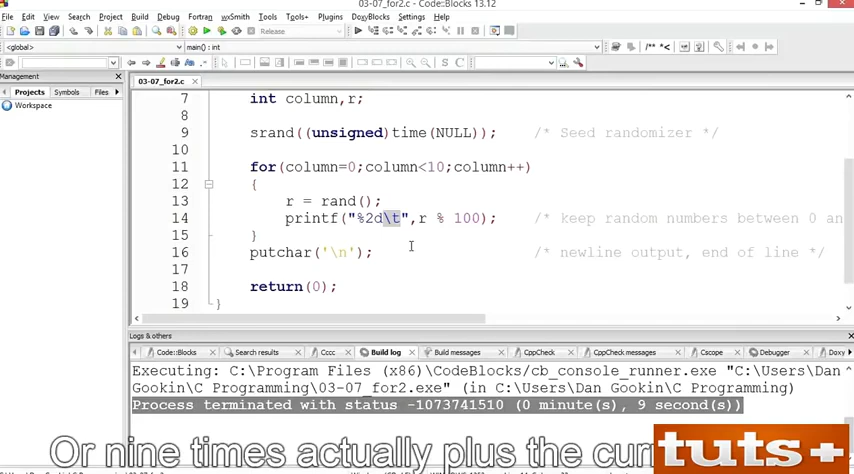 03-07_for2.c - Code::Blocks 13.12
File Edit View Search Project Build Debug Fortran wxSmith Tools Tools+ Plugins DoxyBlocks Settings Help
Release
<global> main() : int
/** *<
Management
Projects Symbols Files
Workspace
03-07_for2.c
7 int column,r;
8
9 srand((unsigned)time(NULL)); /* Seed randomizer */
10
11 for(column=0;column<10;column++)
12 {
13 r = rand();
14 printf("%2d\t",r % 100); /* keep random numbers between 0 an
15 }
16 putchar('\n'); /* newline output, end of line */
17
18 return(0);
19 }
Logs & others
Code::Blocks Search results Cccc Build log Build messages CppCheck CppCheck messages Cscope Debugger Doxy
Executing: C:\Program Files (x86)\CodeBlocks/cb_console_runner.exe "C:\Users\Dan
Gookin\C Programming\03-07_for2.exe" (in C:\Users\Dan Gookin\C Programming)
Process terminated with status -1073741510 (0 minute(s), 9 second(s))
Or nine times actually plus the
tuts+